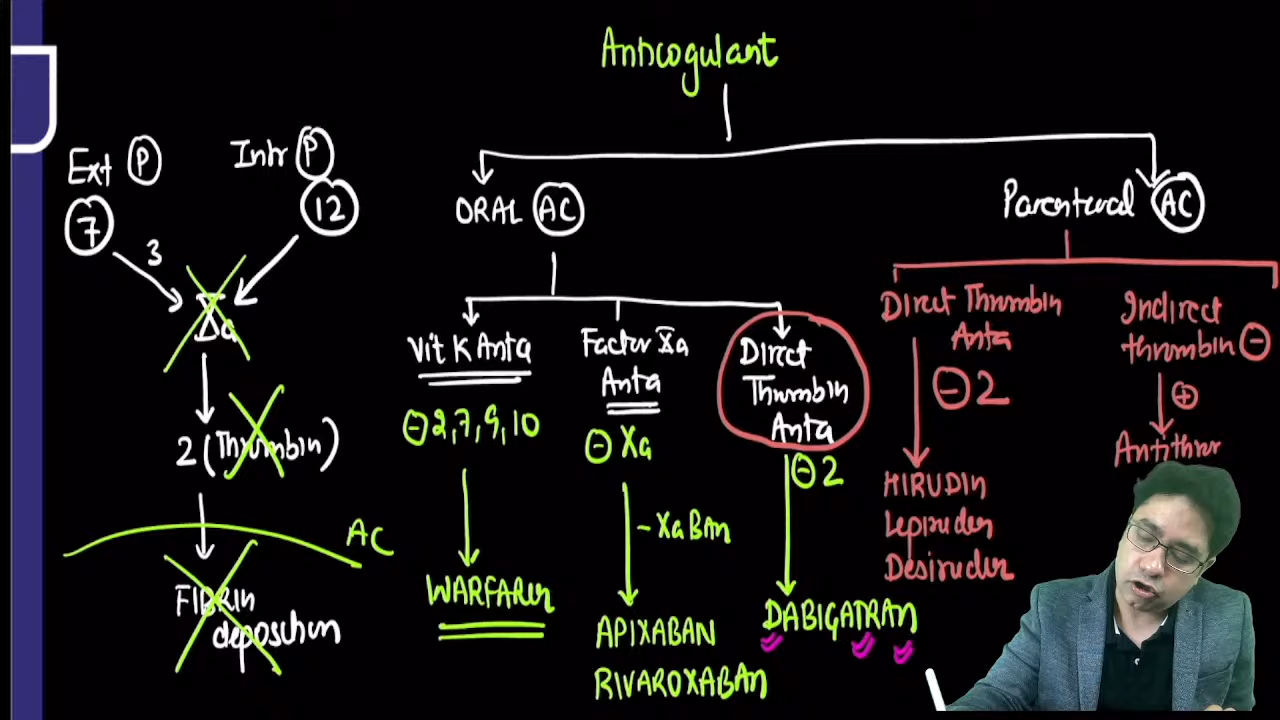 Anticogulant
Ext P
Intr P
7
12
3
Xa
2 (Thrombin)
AC
FIBRIN
deposition
ORAL AC
Vit K Anta
⊖ 2, 7, 9, 10
WARFARIN
Factor Xa
Anta
⊖ Xa
- XaBAN
APIXABAN
RIVAROXABAN
Direct
Thrombin
Anta
⊖ 2
DABIGATRAN
Parenteral AC
Direct Thrombin
Anta
⊖ 2
HIRUDIN
Lepirudin
Desirudin
Indirect
thrombin ⊖
⊕
Antithr